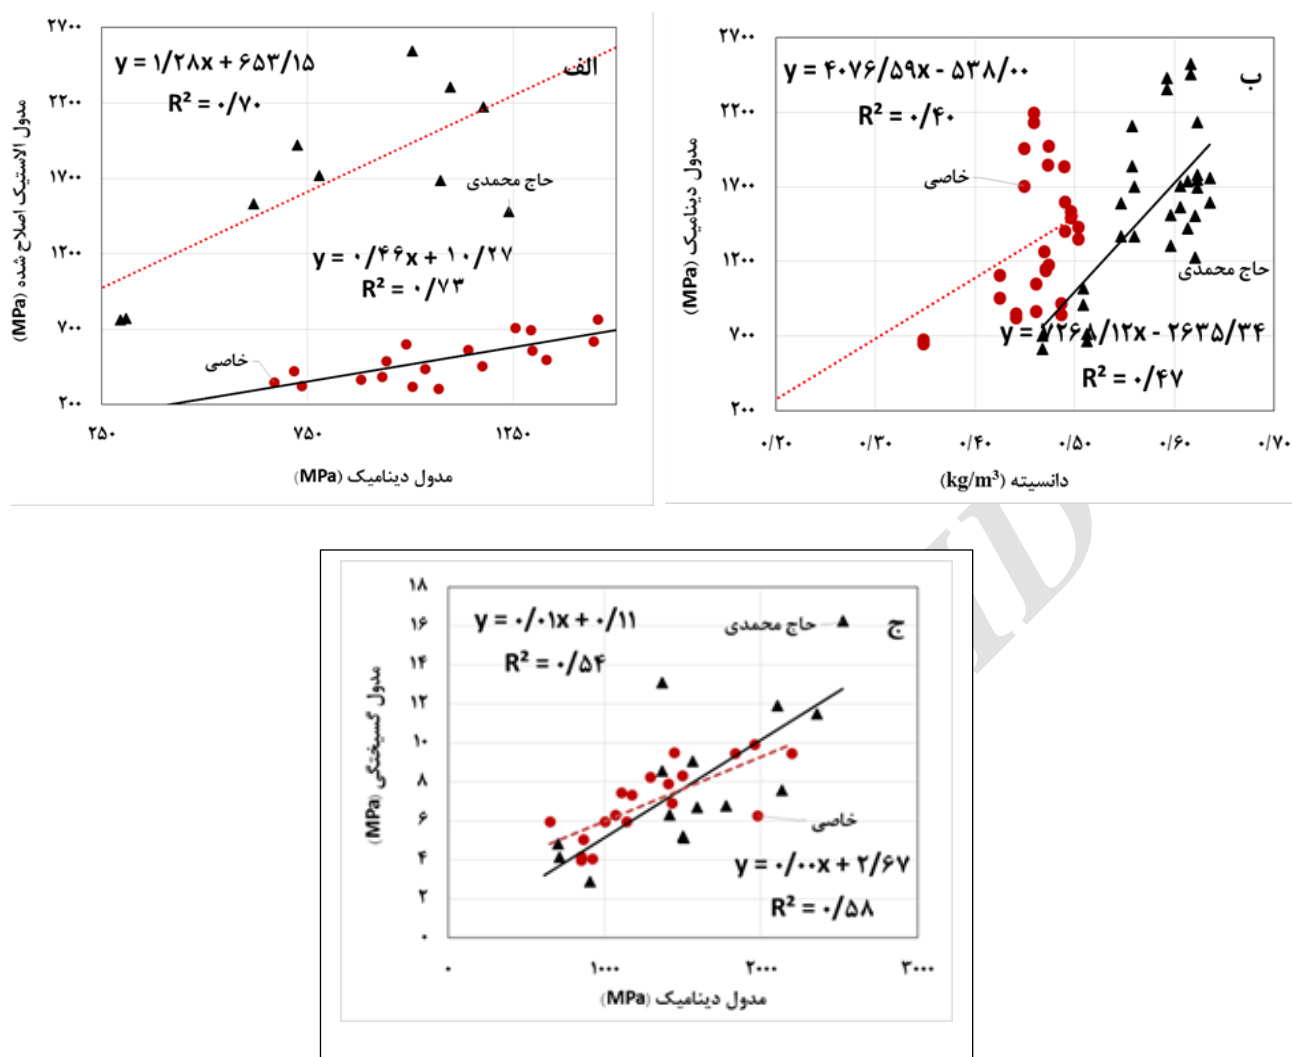 الف
y = ۱/۲۸x + ۶۵۳/۱۵
R² = ۰/۷۰
حاج محمدی
y = ۰/۴۶x + ۱۰/۲۷
R² = ۰/۷۳
خاصی
۲۷۰۰
۲۲۰۰
۱۷۰۰
۱۲۰۰
۷۰۰
۲۰۰
۲۵۰ ۷۵۰ ۱۲۵۰
مدول الاستیک اصلاح شده (MPa)
مدول دینامیک (MPa)
ب
y = ۴۰۷۶/۵۹x - ۵۳۸/۰۰
R² = ۰/۴۰
خاصی
حاج محمدی
y = ۷۲۶۸/۱۲x - ۲۶۳۵/۳۴
R² = ۰/۴۷
۲۷۰۰
۲۲۰۰
۱۷۰۰
۱۲۰۰
۷۰۰
۲۰۰
۰/۲۰ ۰/۳۰ ۰/۴۰ ۰/۵۰ ۰/۶۰ ۰/۷۰
مدول دینامیک (MPa)
دانسیته (kg/m³)
ج
y = ۰/۰۱x + ۰/۱۱
R² = ۰/۵۴
حاج محمدی
خاصی
y = ۰/۰۰x + ۲/۶۷
R² = ۰/۵۸
۱۸
۱۶
۱۴
۱۲
۱۰
۸
۶
۴
۲
۰
۰ ۱۰۰۰ ۲۰۰۰ ۳۰۰۰
مدول گسیختگی (MPa)
مدول دینامیک (MPa)